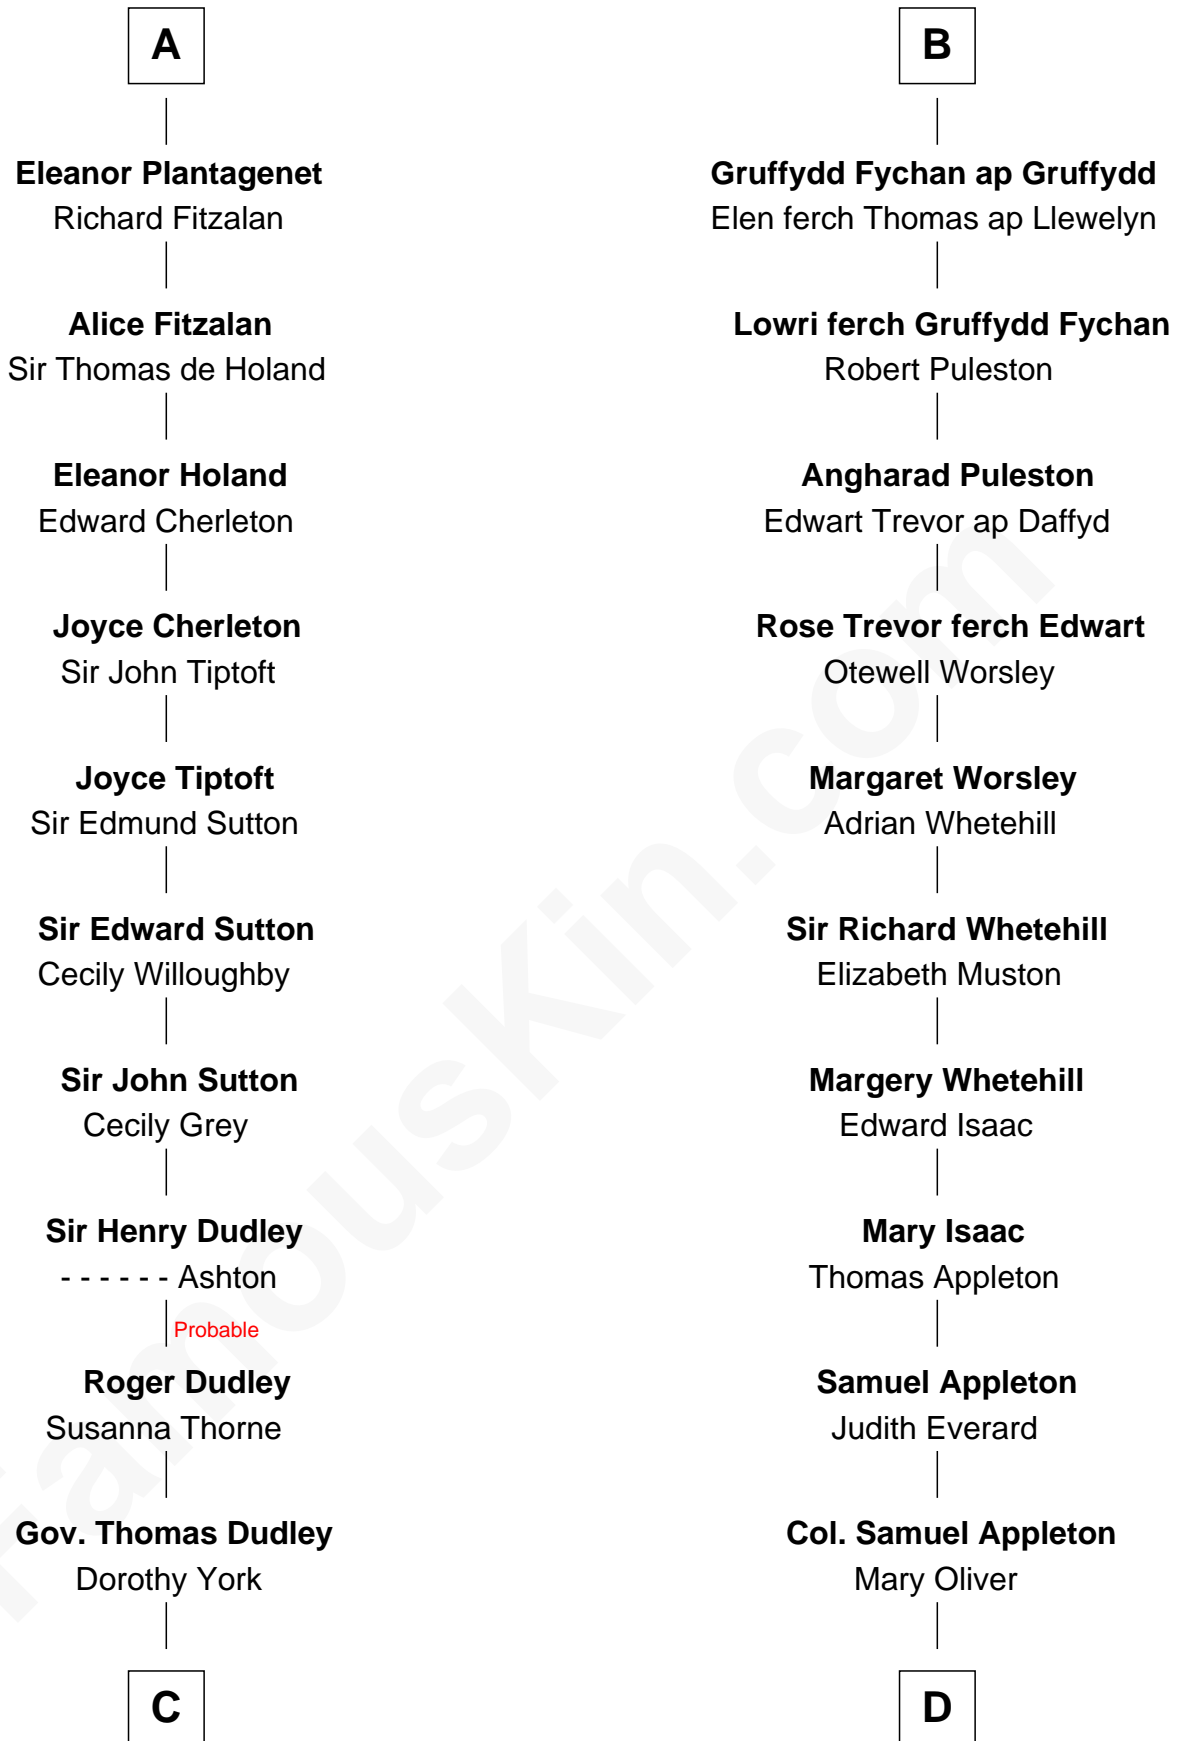 A
Eleanor Plantagenet
Richard Fitzalan
Alice Fitzalan
Sir Thomas de Holand
Eleanor Holand
Edward Cherleton
Joyce Cherleton
Sir John Tiptoft
Joyce Tiptoft
Sir Edmund Sutton
Sir Edward Sutton
Cecily Willoughby
Sir John Sutton
Cecily Grey
Sir Henry Dudley
- - - - - - Ashton
Probable
Roger Dudley
Susanna Thorne
Gov. Thomas Dudley
Dorothy York
C
B
Gruffydd Fychan ap Gruffydd
Elen ferch Thomas ap Llewelyn
Lowri ferch Gruffydd Fychan
Robert Puleston
Angharad Puleston
Edwart Trevor ap Daffyd
Rose Trevor ferch Edwart
Otewell Worsley
Margaret Worsley
Adrian Whetehill
Sir Richard Whetehill
Elizabeth Muston
Margery Whetehill
Edward Isaac
Mary Isaac
Thomas Appleton
Samuel Appleton
Judith Everard
Col. Samuel Appleton
Mary Oliver
D
FamousKin.com